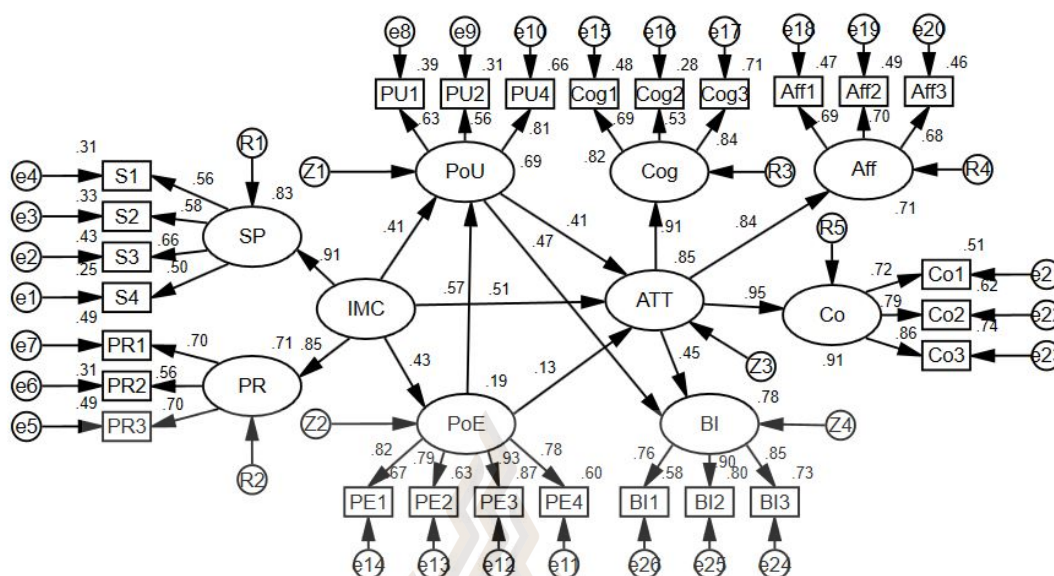 e8 e9 e10 e15 e16 e17 e18 e19 e20
.39 .31 .66 .48 .28 .71 .47 .49 .46
PU1 PU2 PU4 Cog1 Cog2 Cog3 Aff1 Aff2 Aff3
.63 .56 .81 .69 .53 .84 .69 .70 .68
R1
.31
e4 S1 .56 .83 Z1 PoU .69 .82 Cog R3 Aff R4
.33
e3 S2 .58 SP .41 .41 .91 .84 .71
.43 .47 R5
e2 S3 .66
.25
e1 S4 .50 .91 .85 .51
.49 IMC .57 .51 ATT .95 Co .72 Co1
e7 PR1 .70 .71 .85 .79 Co2 .62
.31 .86 Co3 .74
e6 PR2 .56 PR .43 .19 .13 .45 Z3 .91
.49
e5 PR3 .70 .78
R2 Z2 PoE BI Z4
.82 .79 .93 .78 .76 .90 .85
.67 .63 .87 .60 .58 .80 .73
PE1 PE2 PE3 PE4 BI1 BI2 BI3
e14 e13 e12 e11 e26 e25 e24